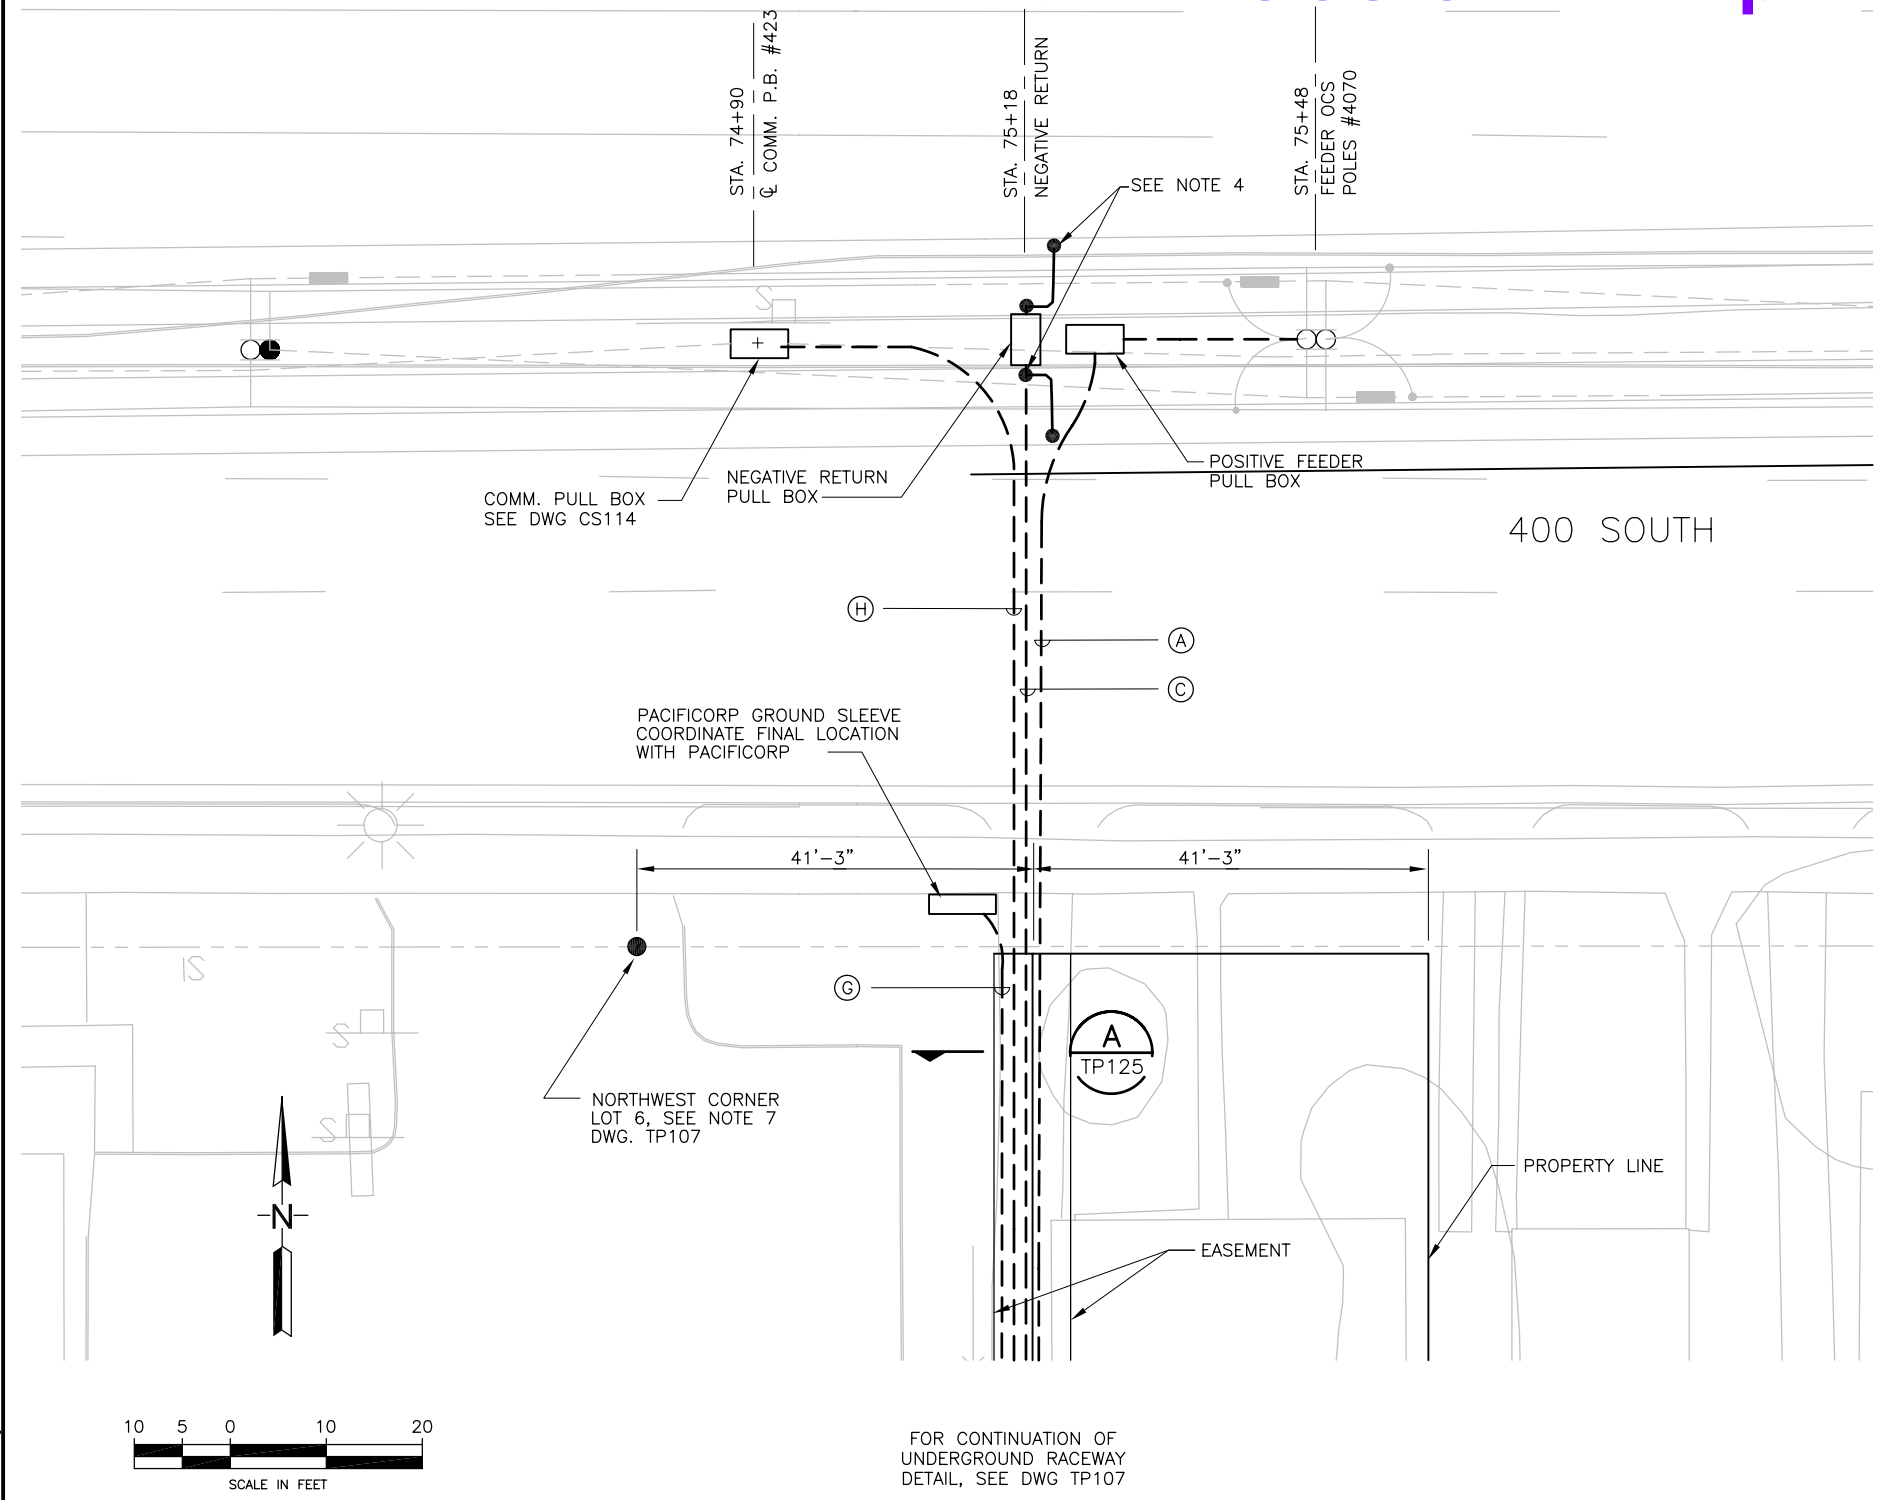 STA. 74+90
℄ COMM. P.B. #423
STA. 75+18
NEGATIVE RETURN
STA. 75+48
FEEDER OCS
POLES #4070
SEE NOTE 4
COMM. PULL BOX
SEE DWG CS114
NEGATIVE RETURN
PULL BOX
POSITIVE FEEDER
PULL BOX
400 SOUTH
H
A
C
PACIFICORP GROUND SLEEVE
COORDINATE FINAL LOCATION
WITH PACIFICORP
41'-3"
41'-3"
G
A
TP125
NORTHWEST CORNER
LOT 6, SEE NOTE 7
DWG. TP107
N
PROPERTY LINE
EASEMENT
10 5 0 10 20
SCALE IN FEET
FOR CONTINUATION OF
UNDERGROUND RACEWAY
DETAIL, SEE DWG TP107